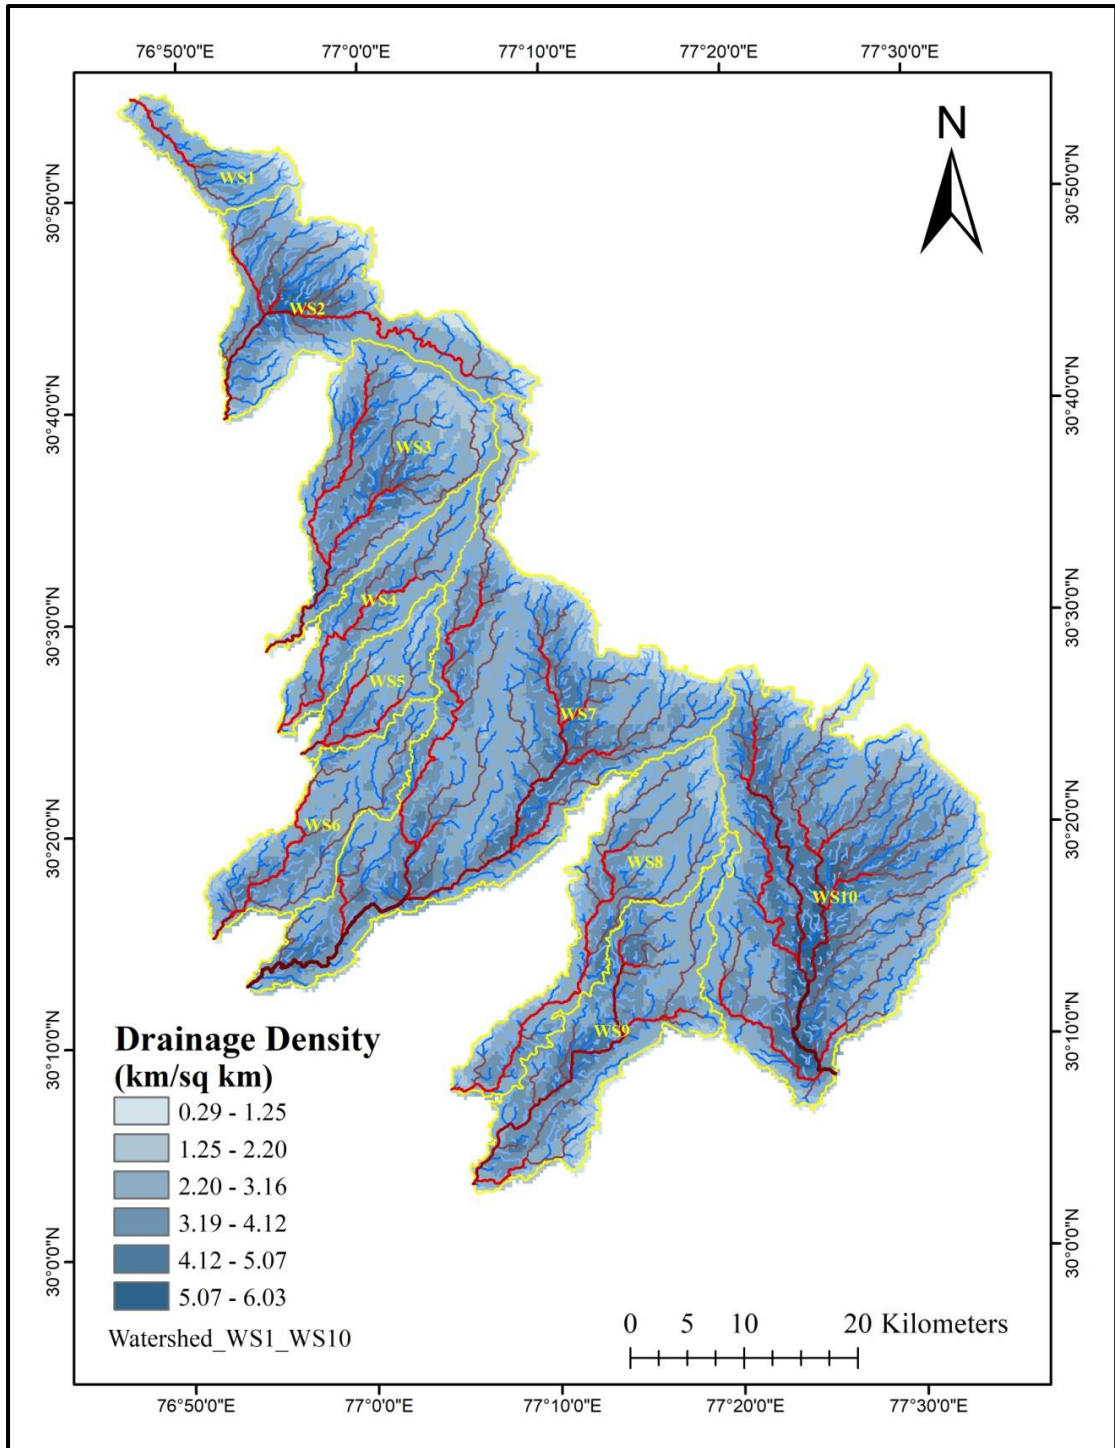 76°50'0"E 77°0'0"E 77°10'0"E 77°20'0"E 77°30'0"E
N
30°50'0"N
30°50'0"N
WS1
WS2
30°40'0"N
30°40'0"N
WS3
30°30'0"N
30°30'0"N
WS4
WS5
WS7
30°20'0"N
30°20'0"N
WS6
WS8
WS10
30°10'0"N
30°10'0"N
WS9
Drainage Density
(km/sq km)
0.29 - 1.25
1.25 - 2.20
2.20 - 3.16
3.19 - 4.12
4.12 - 5.07
5.07 - 6.03
30°0'0"N
30°0'0"N
Watershed_WS1_WS10
0 5 10 20 Kilometers
76°50'0"E 77°0'0"E 77°10'0"E 77°20'0"E 77°30'0"E